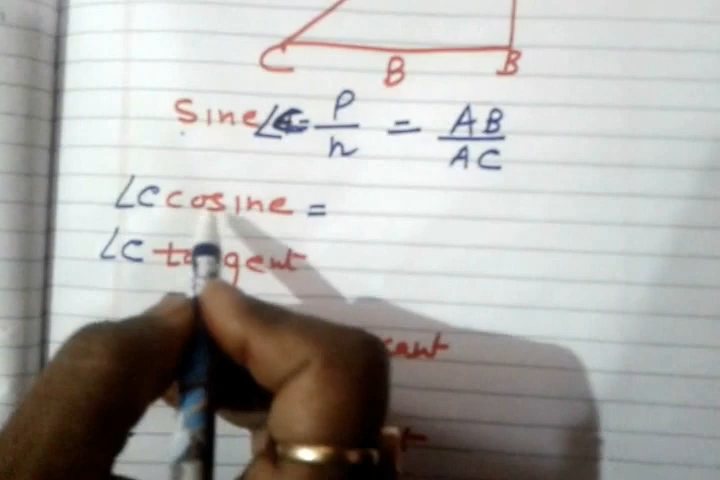 C B B
Sine∠C = P/h = AB/AC
∠C cosine =
∠C tangent